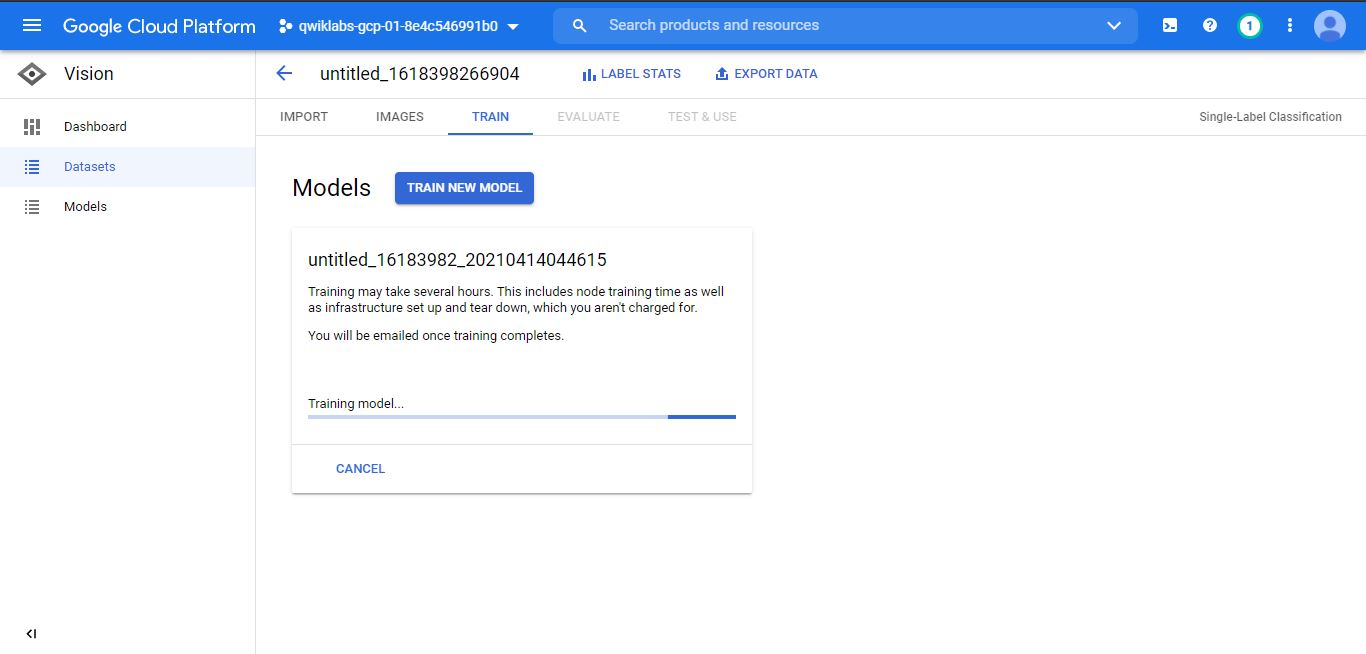 Google Cloud Platform qwiklabs-gcp-01-8e4c546991b0 Search products and resources 1
Vision
untitled_1618398266904 LABEL STATS EXPORT DATA
Dashboard
Datasets
Models
IMPORT IMAGES TRAIN EVALUATE TEST & USE Single-Label Classification
Models TRAIN NEW MODEL
untitled_16183982_20210414044615
Training may take several hours. This includes node training time as well
as infrastructure set up and tear down, which you aren't charged for.
You will be emailed once training completes.
Training model...
CANCEL